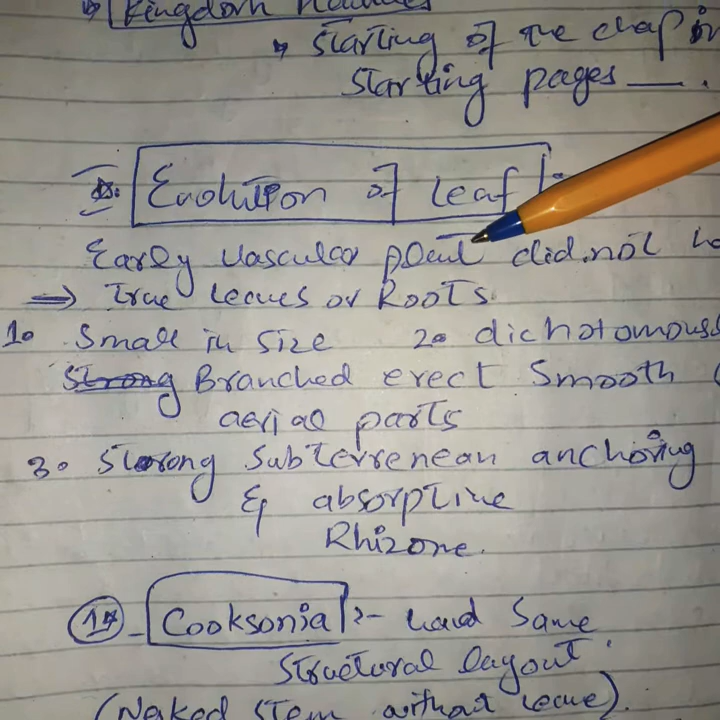 Kingdom
→ Starting of the chap in
Starting pages —.
Evolution of Leaf :-
Early vascular plant did not
⇒ True leaves or Roots.
1. Small in size 2. dichotomous
Strong Branched erect Smooth
aerial parts
3. Strong Subterrenean anchoring
& absorptive
Rhizone.
Cooksonia :- had Same
Structural layout.
(Naked Stem without leave).